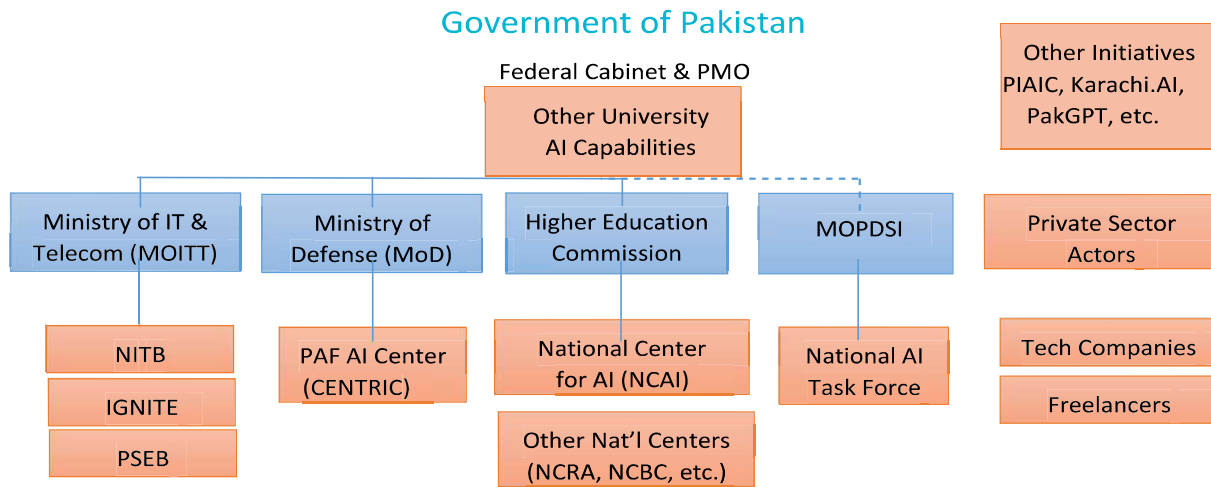 Government of Pakistan
Federal Cabinet & PMO
Other University
AI Capabilities
Other Initiatives
PIAIC, Karachi.AI,
PakGPT, etc.
Ministry of IT &
Telecom (MOITT)
Ministry of
Defense (MoD)
Higher Education
Commission
MOPDSI
Private Sector
Actors
NITB
IGNITE
PSEB
PAF AI Center
(CENTRIC)
National Center
for AI (NCAI)
Other Nat’l Centers
(NCRA, NCBC, etc.)
National AI
Task Force
Tech Companies
Freelancers